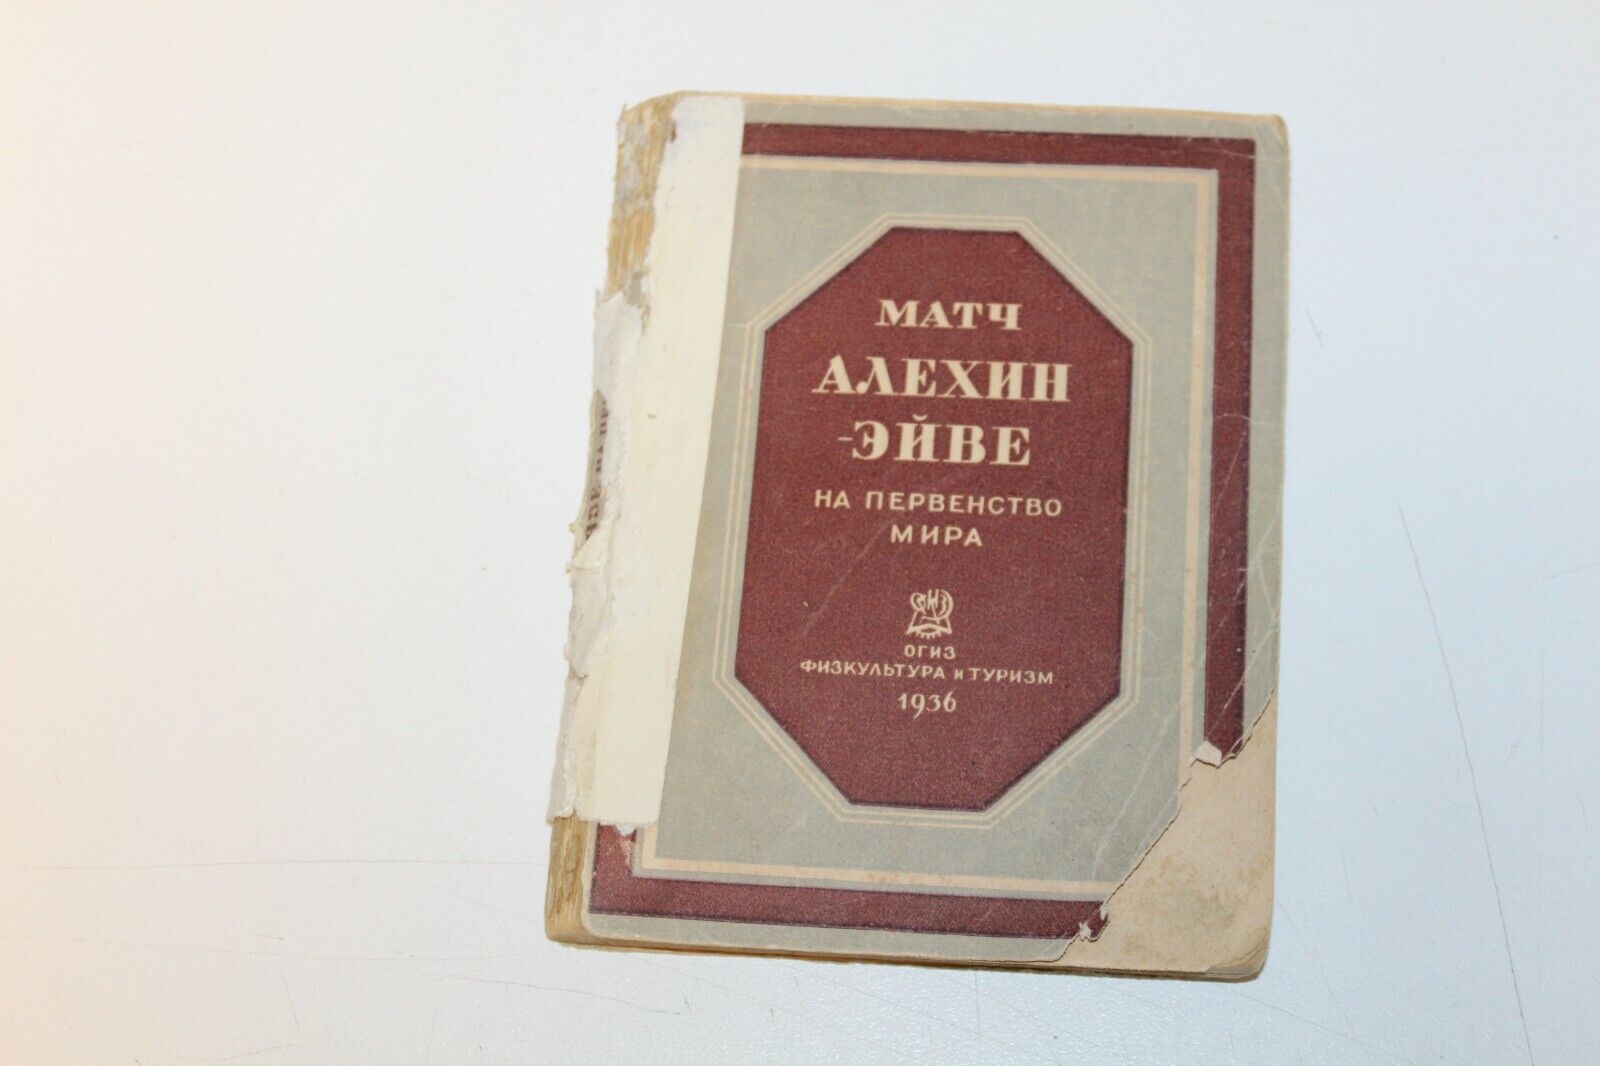 МАТЧ
АЛЕХИН
-ЭЙВЕ
НА ПЕРВЕНСТВО
МИРА
ОГИЗ
ФИЗКУЛЬТУРА и ТУРИЗМ
1936